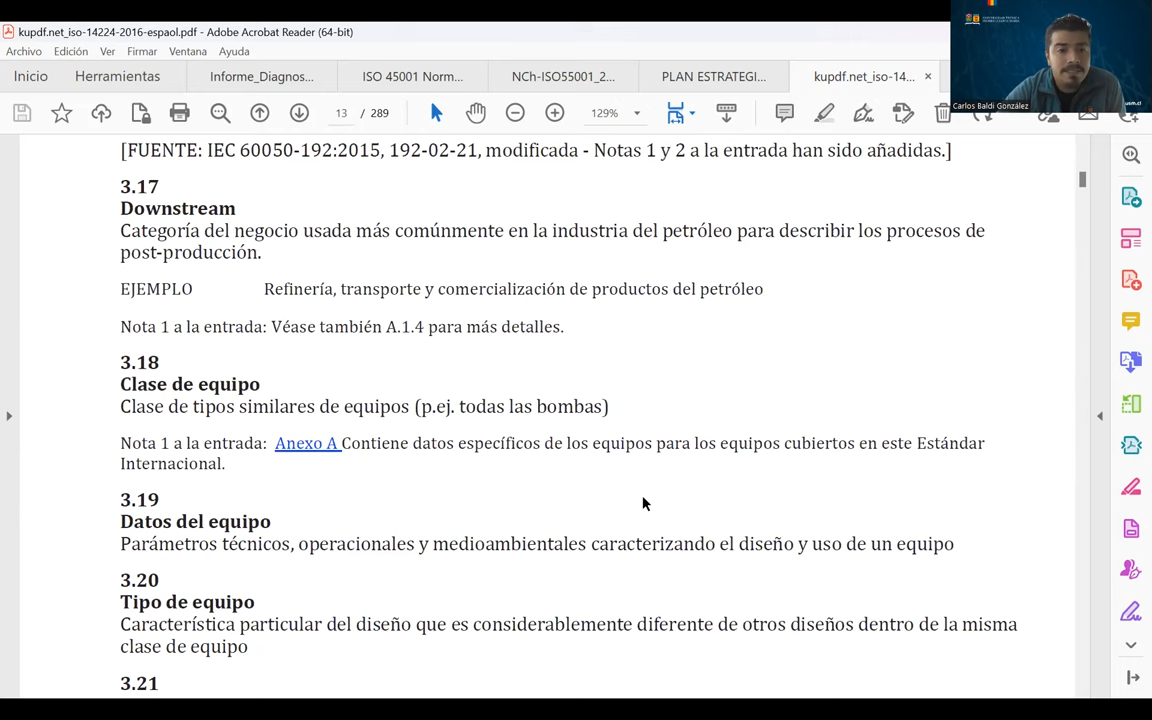 kupdf.net_iso-14224-2016-espaol.pdf - Adobe Acrobat Reader (64-bit)
Archivo Edición Ver Firmar Ventana Ayuda
Inicio Herramientas Informe_Diagnos... ISO 45001 Norm... NCh-ISO55001_2... PLAN ESTRATEGI... kupdf.net_iso-14... ×
13 / 289 129%
Carlos Baldi González
usm.cl
[FUENTE: IEC 60050-192:2015, 192-02-21, modificada - Notas 1 y 2 a la entrada han sido añadidas.]
3.17
Downstream
Categoría del negocio usada más comúnmente en la industria del petróleo para describir los procesos de
post-producción.
EJEMPLO Refinería, transporte y comercialización de productos del petróleo
Nota 1 a la entrada: Véase también A.1.4 para más detalles.
3.18
Clase de equipo
Clase de tipos similares de equipos (p.ej. todas las bombas)
Nota 1 a la entrada: Anexo A Contiene datos específicos de los equipos para los equipos cubiertos en este Estándar
Internacional.
3.19
Datos del equipo
Parámetros técnicos, operacionales y medioambientales caracterizando el diseño y uso de un equipo
3.20
Tipo de equipo
Característica particular del diseño que es considerablemente diferente de otros diseños dentro de la misma
clase de equipo
3.21